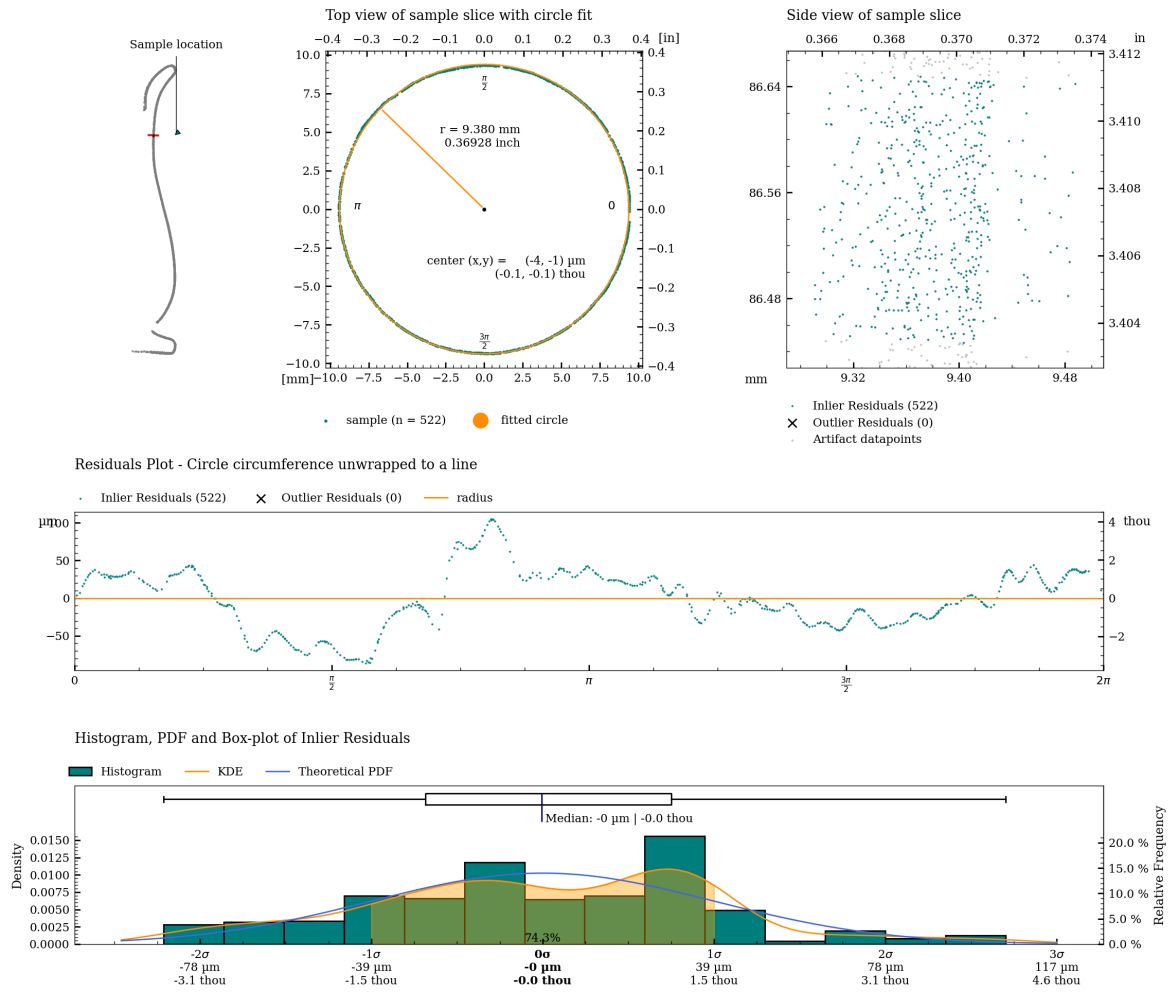 Top view of sample slice with circle fit
Side view of sample slice
Sample location
−0.4 −0.3 −0.2 −0.1 0.0 0.1 0.2 0.3 0.4 [in]
0.366 0.368 0.370 0.372 0.374 in
10.0
7.5
5.0
2.5
0.0
−2.5
−5.0
−7.5
−10.0
0.4
0.3
0.2
0.1
0.0
−0.1
−0.2
−0.3
−0.4
π/2
r = 9.380 mm
0.36928 inch
π
0
center (x,y) = (-4, -1) µm
(-0.1, -0.1) thou
3π/2
[mm] −10.0 −7.5 −5.0 −2.5 0.0 2.5 5.0 7.5 10.0
86.64
86.56
86.48
3.412
3.410
3.408
3.406
3.404
mm 9.32 9.40 9.48
sample (n = 522) fitted circle
Inlier Residuals (522)
Outlier Residuals (0)
Artifact datapoints
Residuals Plot - Circle circumference unwrapped to a line
Inlier Residuals (522) Outlier Residuals (0) radius
µm
100
50
0
−50
4 thou
2
0
−2
0 π/2 π 3π/2 2π
Histogram, PDF and Box-plot of Inlier Residuals
Histogram KDE Theoretical PDF
Median: -0 µm | -0.0 thou
Density
0.0150
0.0125
0.0100
0.0075
0.0050
0.0025
0.0000
Relative Frequency
20.0 %
15.0 %
10.0 %
5.0 %
0.0 %
74.3%
-2σ -1σ 0σ 1σ 2σ 3σ
-78 µm -39 µm -0 µm 39 µm 78 µm 117 µm
-3.1 thou -1.5 thou -0.0 thou 1.5 thou 3.1 thou 4.6 thou